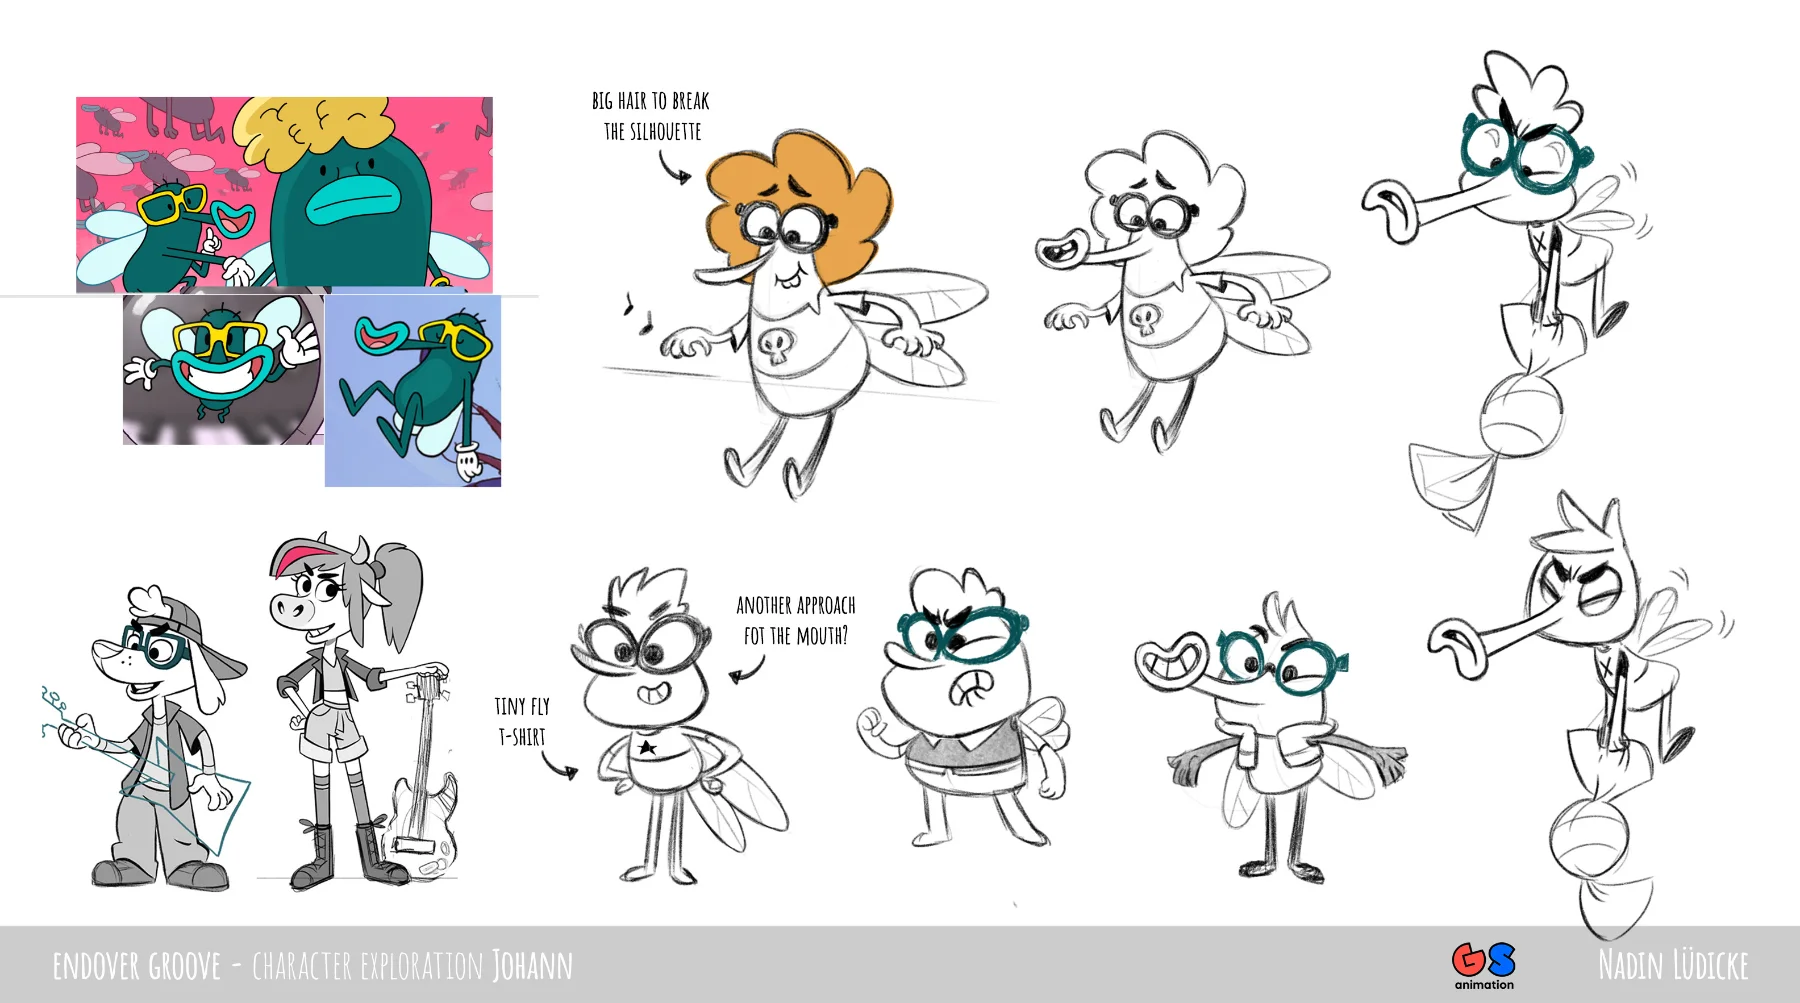 BIG HAIR TO BREAK
THE SILHOUETTE
ANOTHER APPROACH
FOT THE MOUTH?
TINY FLY
T-SHIRT
ENDOVER GROOVE - CHARACTER EXPLORATION JOHANN
GS
animation
NADIN LÜDICKE